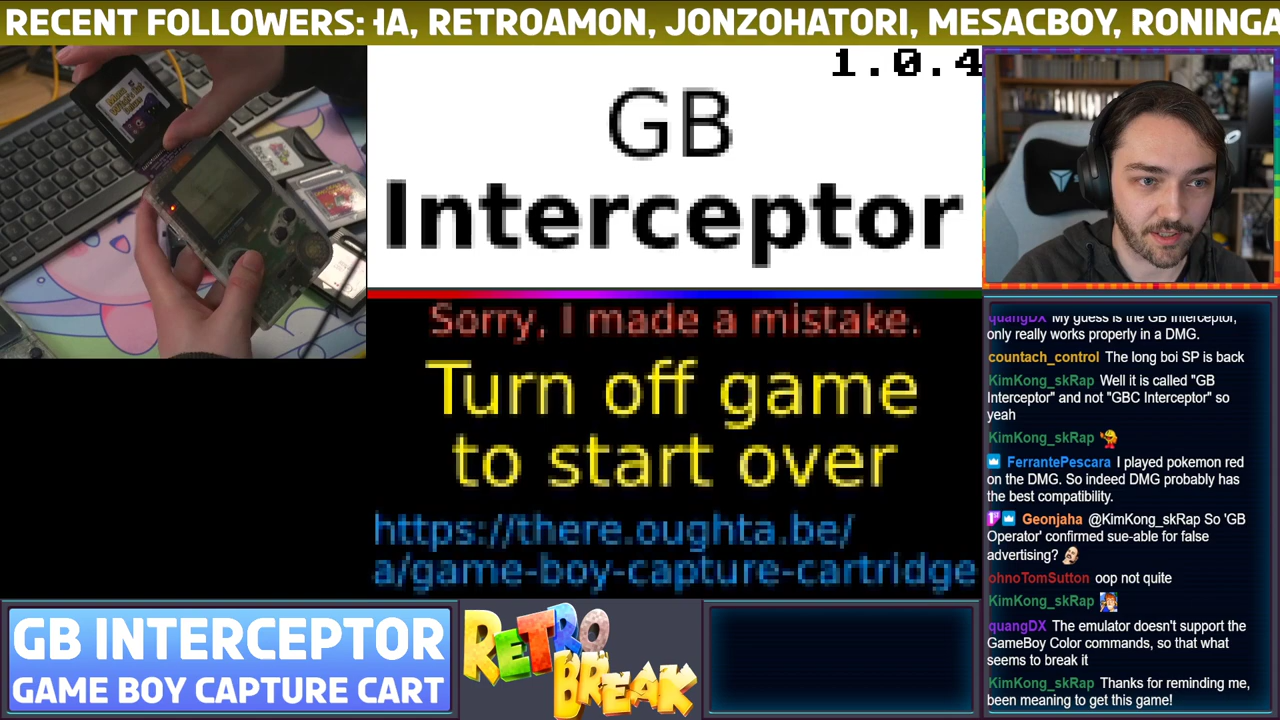 RECENT FOLLOWERS: HA, RETROAMON, JONZOHATORI, MESACBOY, RONINGA
1.0.4
GB
Interceptor
Sorry, I made a mistake.
Turn off game
to start over
https://there.oughta.be/
a/game-boy-capture-cartridge
quangDX My guess is the GB Interceptor,
only really works properly in a DMG.
countach_control The long boi SP is back
KimKong_skRap Well it is called "GB
Interceptor" and not "GBC Interceptor" so
yeah
KimKong_skRap
FerrantePescara I played pokemon red
on the DMG. So indeed DMG probably has
the best compatibility.
Geonjaha @KimKong_skRap So 'GB
Operator' confirmed sue-able for false
advertising?
ohnoTomSutton oop not quite
KimKong_skRap
quangDX The emulator doesn't support the
GameBoy Color commands, so that what
seems to break it
KimKong_skRap Thanks for reminding me,
been meaning to get this game!
GB INTERCEPTOR
GAME BOY CAPTURE CART
RETRO
BREAK